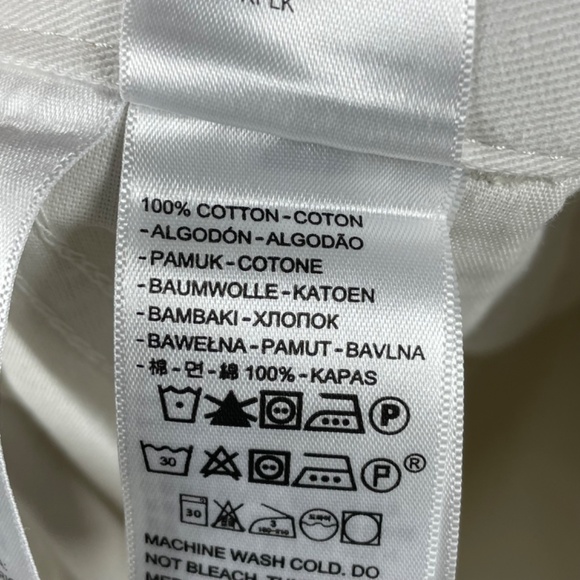 100% COTTON-COTON
-ALGODÓN-ALGODÃO
-PAMUK-COTONE
-BAUMWOLLE-KATOEN
-BAMBAKI-ХЛОПОК
-BAWEŁNA-PAMUT-BAVLNA
-棉-면-綿 100%-KAPAS
P
30 P ®
30 3
MACHINE WASH COLD. DO
NOT BLEACH.